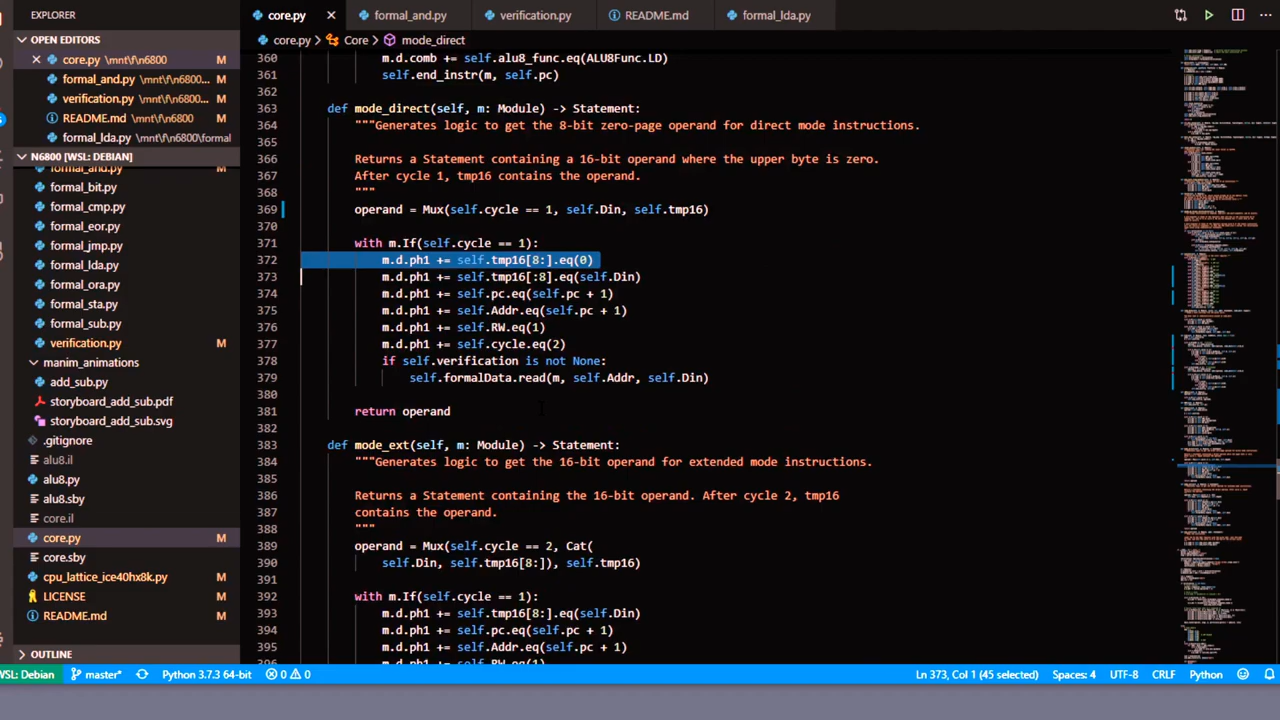 EXPLORER
OPEN EDITORS
core.py \mnt\f\n6800 M
formal_and.py \mnt\f\n6800... M
verification.py \mnt\f\n6800... M
README.md \mnt\f\n6800 M
formal_lda.py \mnt\f\n6800\formal
N6800 [WSL: DEBIAN]
formal_and.py M
formal_bit.py
formal_cmp.py
formal_eor.py
formal_jmp.py
formal_lda.py
formal_ora.py
formal_sta.py
formal_sub.py
verification.py M
manim_animations
add_sub.py
storyboard_add_sub.pdf
storyboard_add_sub.svg
.gitignore
alu8.il
alu8.py
alu8.sby
core.il
core.py M
core.sby
cpu_lattice_ice40hx8k.py M
LICENSE
README.md M
OUTLINE
core.py formal_and.py verification.py README.md formal_lda.py
core.py > Core > mode_direct
360 m.d.comb += self.alu8_func.eq(ALU8Func.LD)
361 self.end_instr(m, self.pc)
362
363 def mode_direct(self, m: Module) -> Statement:
364 """Generates logic to get the 8-bit zero-page operand for direct mode instructions.
365
366 Returns a Statement containing a 16-bit operand where the upper byte is zero.
367 After cycle 1, tmp16 contains the operand.
368 """
369 operand = Mux(self.cycle == 1, self.Din, self.tmp16)
370
371 with m.If(self.cycle == 1):
372 m.d.ph1 += self.tmp16[8:].eq(0)
373 m.d.ph1 += self.tmp16[:8].eq(self.Din)
374 m.d.ph1 += self.pc.eq(self.pc + 1)
375 m.d.ph1 += self.Addr.eq(self.pc + 1)
376 m.d.ph1 += self.RW.eq(1)
377 m.d.ph1 += self.cycle.eq(2)
378 if self.verification is not None:
379 self.formalData.read(m, self.Addr, self.Din)
380
381 return operand
382
383 def mode_ext(self, m: Module) -> Statement:
384 """Generates logic to get the 16-bit operand for extended mode instructions.
385
386 Returns a Statement containing the 16-bit operand. After cycle 2, tmp16
387 contains the operand.
388 """
389 operand = Mux(self.cycle == 2, Cat(
390 self.Din, self.tmp16[8:]), self.tmp16)
391
392 with m.If(self.cycle == 1):
393 m.d.ph1 += self.tmp16[8:].eq(self.Din)
394 m.d.ph1 += self.pc.eq(self.pc + 1)
395 m.d.ph1 += self.Addr.eq(self.pc + 1)
396 m.d.ph1 += self.RW.eq(1)
WSL: Debian master* Python 3.7.3 64-bit 0 0 Ln 373, Col 1 (45 selected) Spaces: 4 UTF-8 CRLF Python